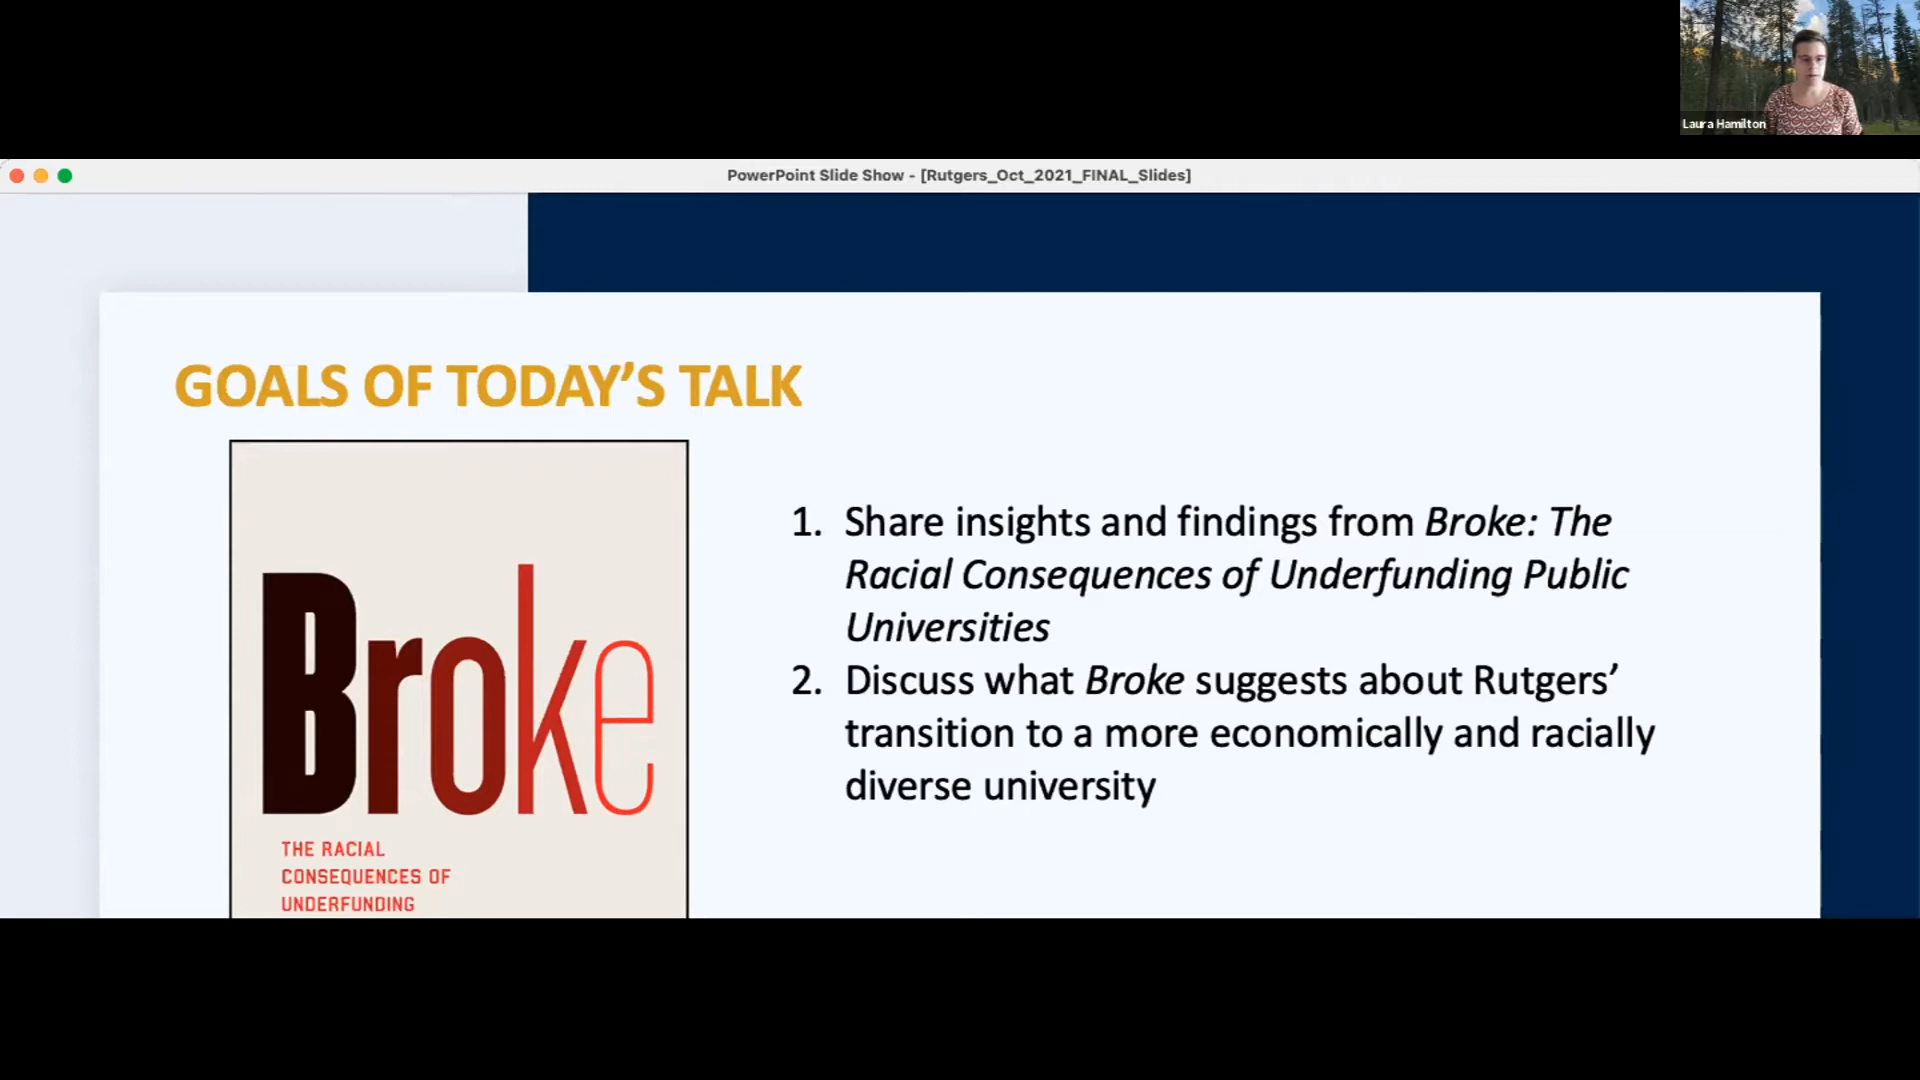 Laura Hamilton
PowerPoint Slide Show - [Rutgers_Oct_2021_FINAL_Slides]
GOALS OF TODAY’S TALK
Broke
THE RACIAL
CONSEQUENCES OF
UNDERFUNDING
1. Share insights and findings from Broke: The
Racial Consequences of Underfunding Public
Universities
2. Discuss what Broke suggests about Rutgers’
transition to a more economically and racially
diverse university